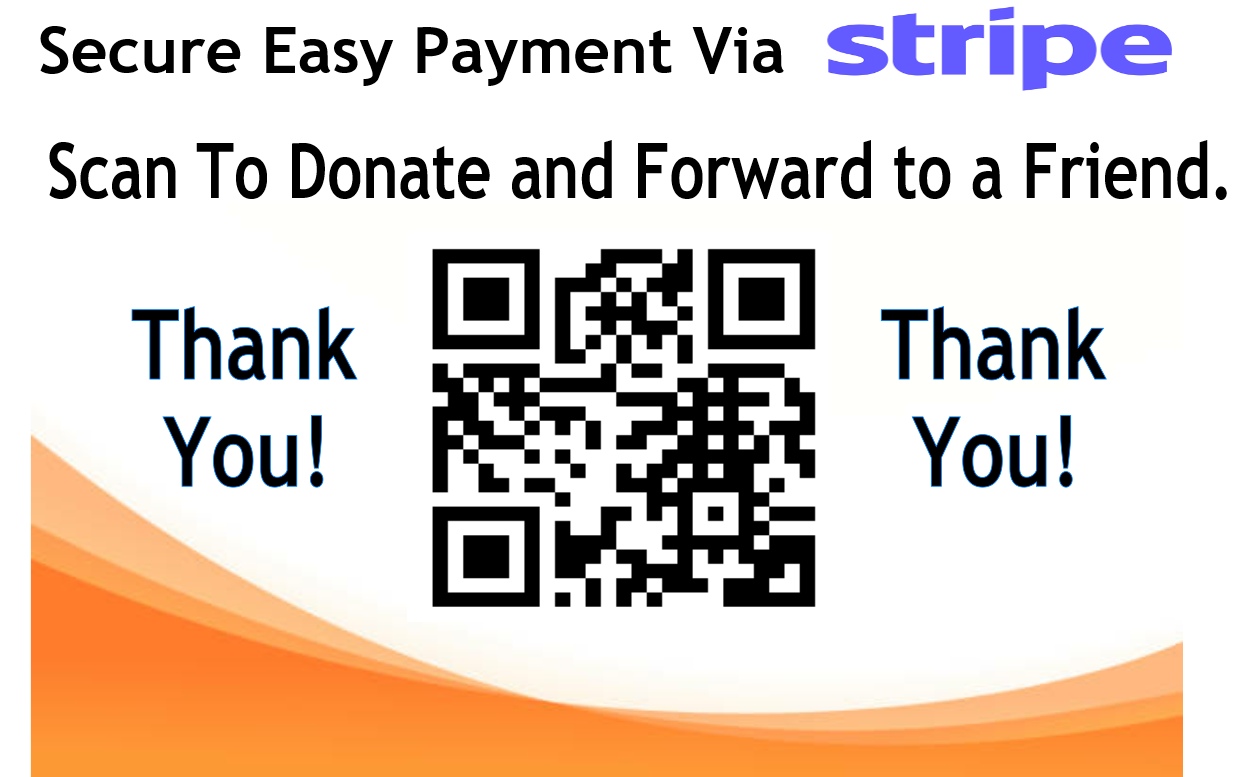 Secure Easy Payment Via stripe
Scan To Donate and Forward to a Friend.
Thank
You!
Thank
You!